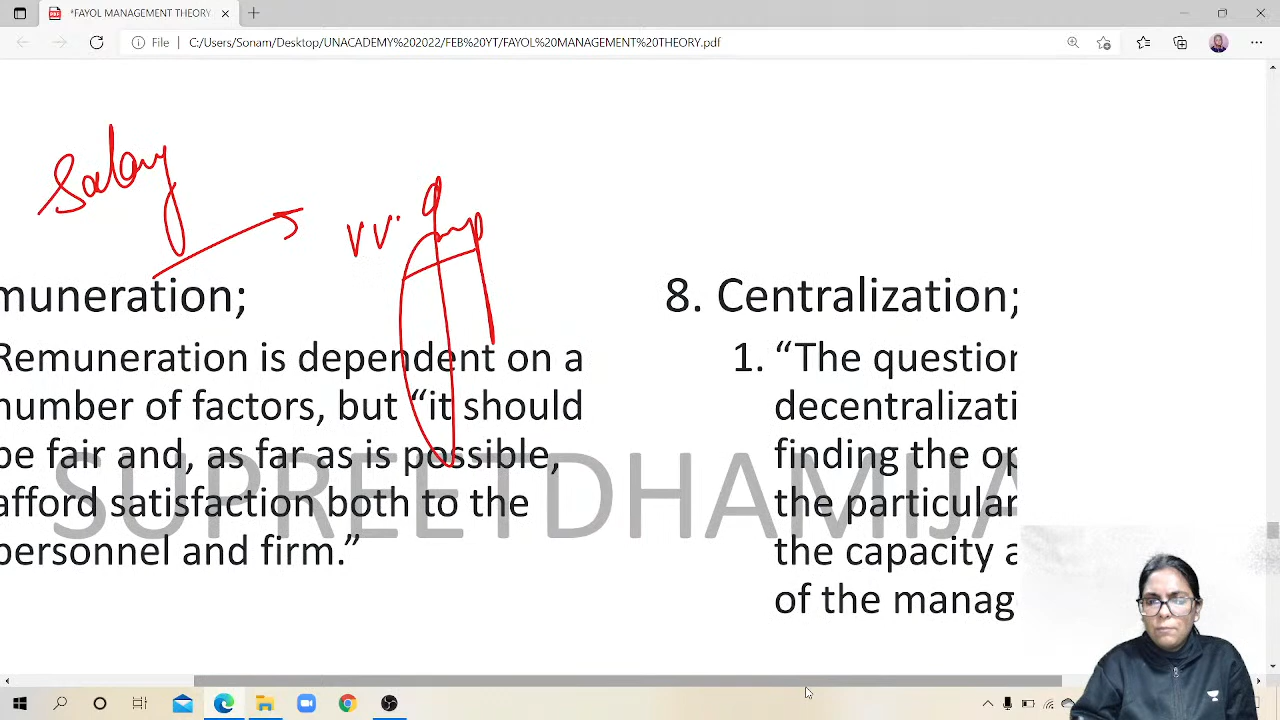 *FAYOL MANAGEMENT THEORY
File
C:/Users/Sonam/Desktop/UNACADEMY%202022/FEB%20YT/FAYOL%20MANAGEMENT%20THEORY.pdf
Salary
VV. Imp
muneration;
Remuneration is dependent on a
number of factors, but “it should
be fair and, as far as is possible,
afford satisfaction both to the
personnel and firm.”
8. Centralization;
1. “The question
decentralizati
finding the op
the particular
the capacity a
of the manag
SUPREETDHAMIJA